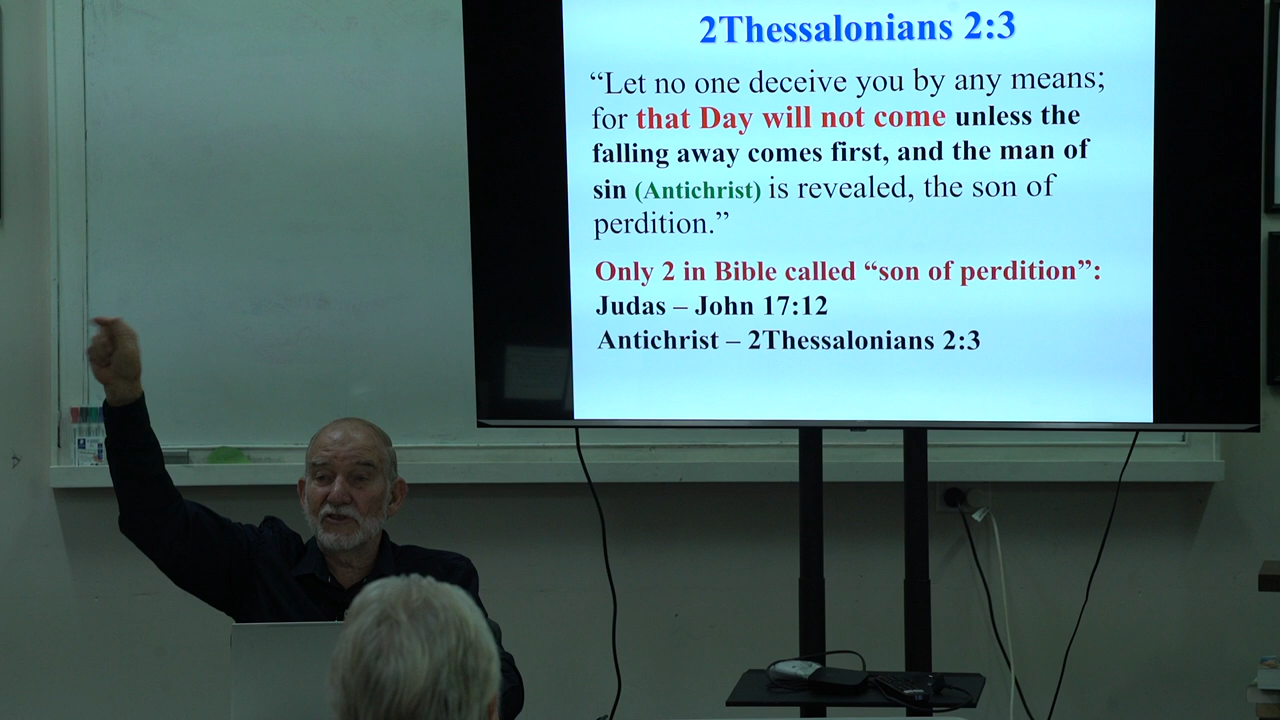 2Thessalonians 2:3
“Let no one deceive you by any means;
for that Day will not come unless the
falling away comes first, and the man of
sin (Antichrist) is revealed, the son of
perdition.”
Only 2 in Bible called “son of perdition”:
Judas – John 17:12
Antichrist – 2Thessalonians 2:3